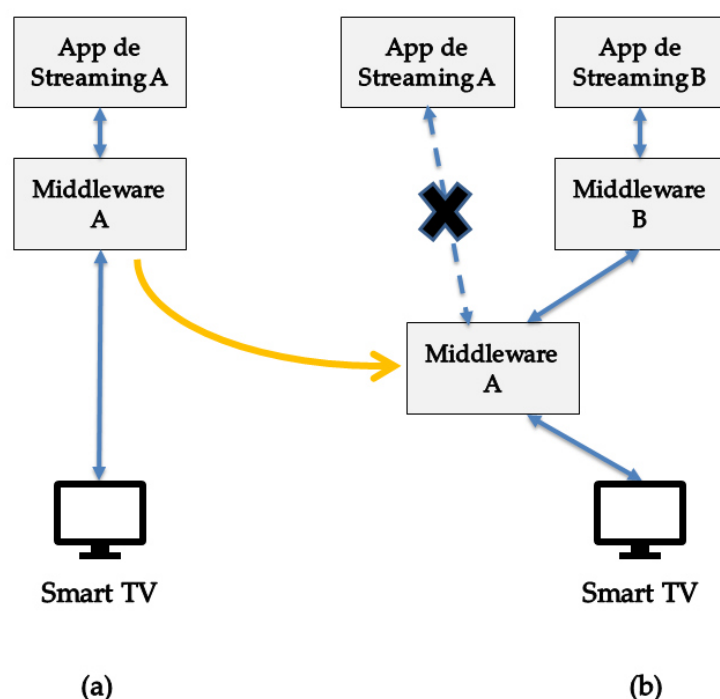 App de
Streaming A
Middleware
A
Smart TV
(a)
App de
Streaming A
App de
Streaming B
Middleware
B
Middleware
A
Smart TV
(b)